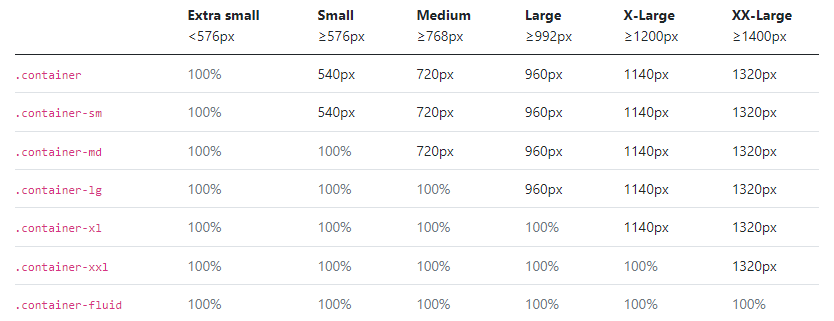 Extra small Small Medium Large X-Large XX-Large
<576px ≥576px ≥768px ≥992px ≥1200px ≥1400px
.container 100% 540px 720px 960px 1140px 1320px
.container-sm 100% 540px 720px 960px 1140px 1320px
.container-md 100% 100% 720px 960px 1140px 1320px
.container-lg 100% 100% 100% 960px 1140px 1320px
.container-xl 100% 100% 100% 100% 1140px 1320px
.container-xxl 100% 100% 100% 100% 100% 1320px
.container-fluid 100% 100% 100% 100% 100% 100%